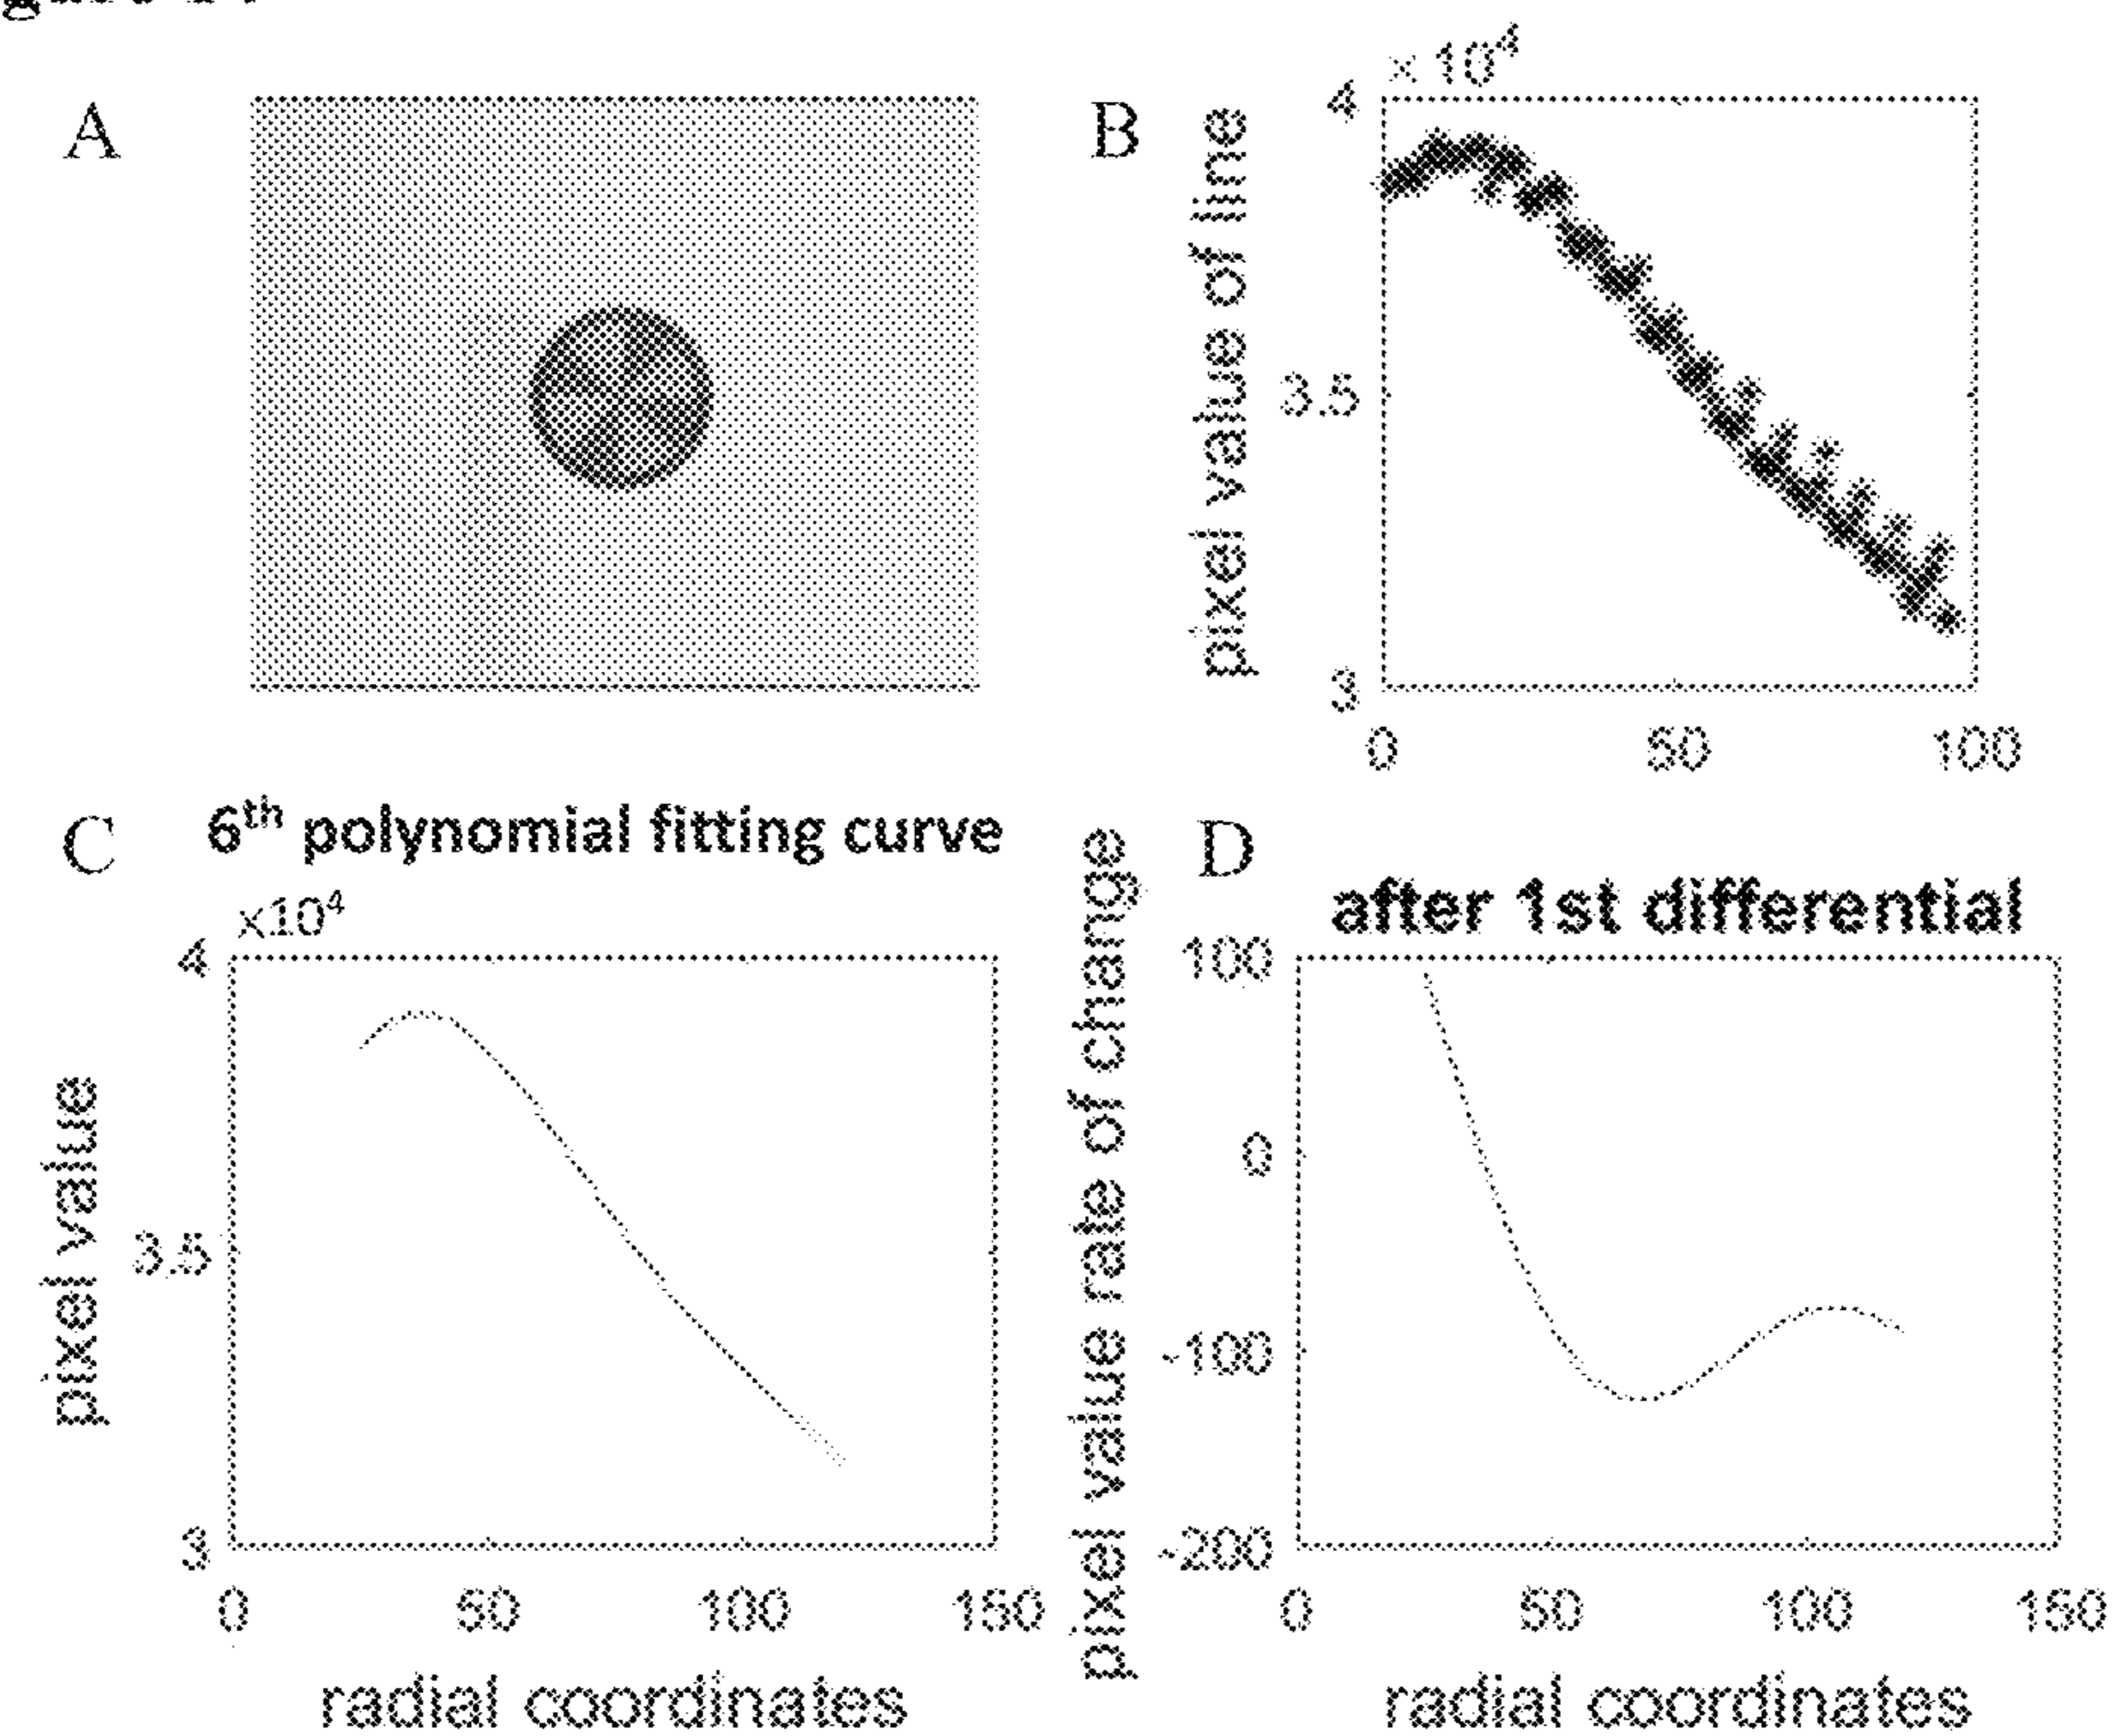 A
B
× 10⁴
4
3.5
3
pixel value of line
0 50 100
C
6th polynomial fitting curve
×10⁴
4
3.5
3
pixel value
0 50 100 150
radial coordinates
D
after 1st differential
100
0
-100
-200
pixel value rate of change
0 50 100 150
radial coordinates